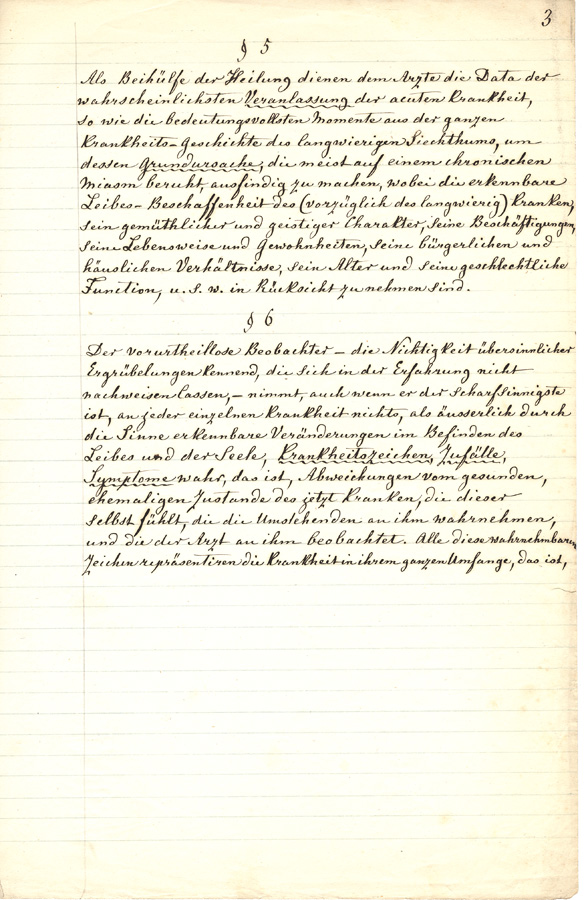 3
§ 5
Als Beihülfe der Heilung dienen dem Arzte die Data der
wahrscheinlichsten Veranlassung der acuten Krankheit,
so wie die bedeutungsvollsten Momente aus der ganzen
Krankheits-Geschichte des langwierigen Siechthums, um
dessen Grundursache, die meist auf einem chronischen
Miasm beruht, ausfindig zu machen, wobei die erkennbare
Leibes-Beschaffenheit des (vorzüglich des langwierig) Kranken,
sein gemüthlicher und geistiger Charakter, seine Beschäftigungen,
seine Lebensweise und Gewohnheiten, seine bürgerlichen und
häuslichen Verhältnisse, sein Alter und seine geschlechtliche
Function, u. s. w. in Rücksicht zu nehmen sind.
§ 6
Der vorurtheillose Beobachter – die Nichtigkeit übersinnlicher
Ergrübelungen kennend, die sich in der Erfahrung nicht
nachweisen lassen, – nimmt, auch wenn er der scharfsinnigste
ist, an jeder einzelnen Krankheit nichts, als äusserlich durch
die Sinne erkennbare Veränderungen im Befinden des
Leibes und der Seele, Krankheitszeichen, Zufälle,
Symptome wahr, das ist, Abweichungen vom gesunden,
ehemaligen Zustande des jetzt Kranken, die dieser
selbst fühlt, die die Umstehenden an ihm wahrnehmen,
und die der Arzt an ihm beobachtet. Alle diese wahrnehmbaren
Zeichen repräsentiren die Krankheit in ihrem ganzen Umfange, das ist,